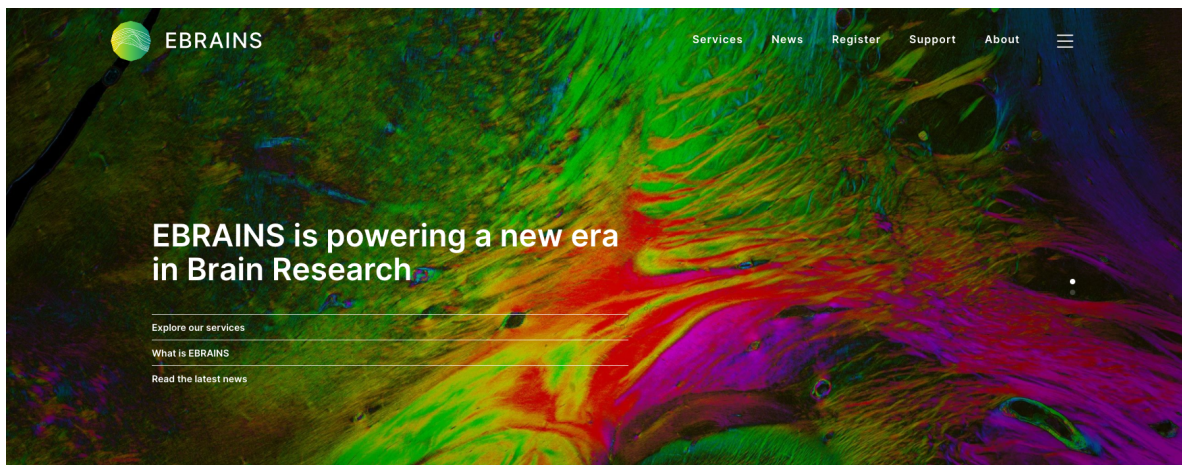 EBRAINS
Services News Register Support About
EBRAINS is powering a new era
in Brain Research
Explore our services
What is EBRAINS
Read the latest news